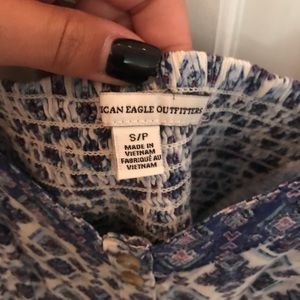 ICAN EAGLE OUTFITTERS
S/P
MADE IN
VIETNAM
FABRIQUÉ AU
VIETNAM